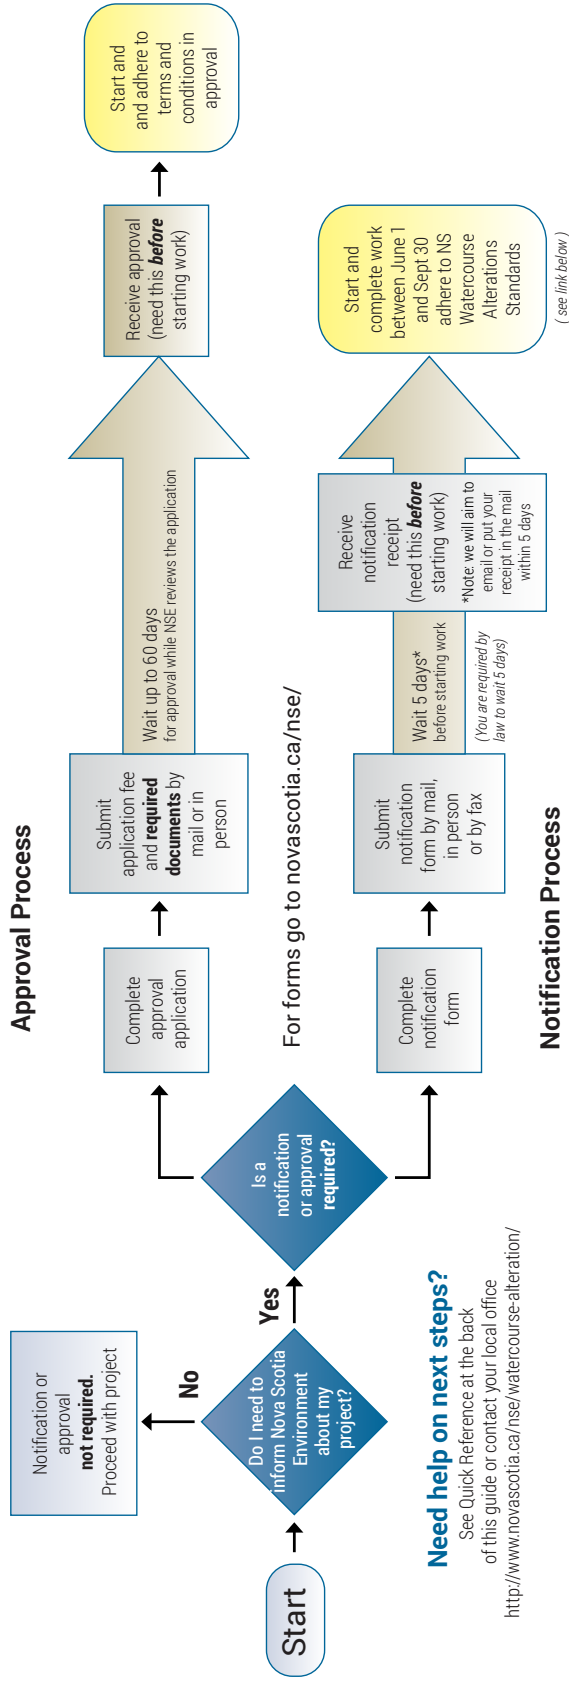 Approval Process
Start
Do I need to
inform Nova Scotia
Environment
about my
project?
No
Notification or
approval
not required.
Proceed with project
Yes
Is a
notification
or approval
required?
Complete
approval
application
Submit
application fee
and required
documents by
mail or in
person
Wait up to 60 days
for approval while NSE reviews the application
Receive approval
(need this before
starting work)
Start and
and adhere to
terms and
conditions in
approval
For forms go to novascotia.ca/nse/
Complete
notification
form
Submit
notification
form by mail,
in person
or by fax
Wait 5 days*
before starting work
(You are required by
law to wait 5 days)
Receive
notification
receipt
(need this before
starting work)
*Note: we will aim to
email or put your
receipt in the mail
within 5 days
Start and
complete work
between June 1
and Sept 30
adhere to NS
Watercourse
Alterations
Standards
( see link below )
Notification Process
Need help on next steps?
See Quick Reference at the back
of this guide or contact your local office
http://www.novascotia.ca/nse/watercourse-alteration/